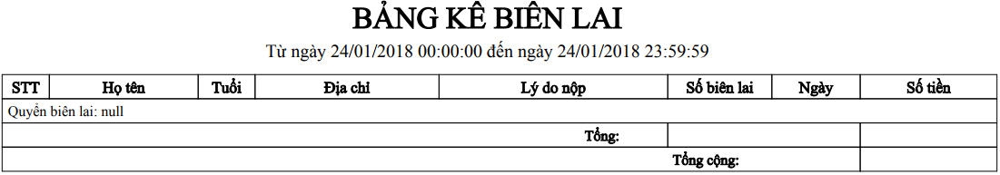 BẢNG KÊ BIÊN LAI
Từ ngày 24/01/2018 00:00:00 đến ngày 24/01/2018 23:59:59
STT Họ tên Tuổi Địa chỉ Lý do nộp Số biên lai Ngày Số tiền
Quyển biên lai: null
Tổng:
Tổng cộng: